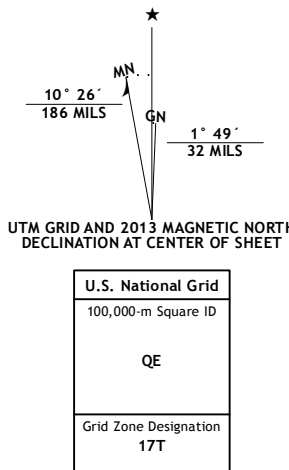 ★
MN
GN
10° 26´
186 MILS
1° 49´
32 MILS
UTM GRID AND 2013 MAGNETIC NORTH
DECLINATION AT CENTER OF SHEET
U.S. National Grid
100,000-m Square ID
QE
Grid Zone Designation
17T